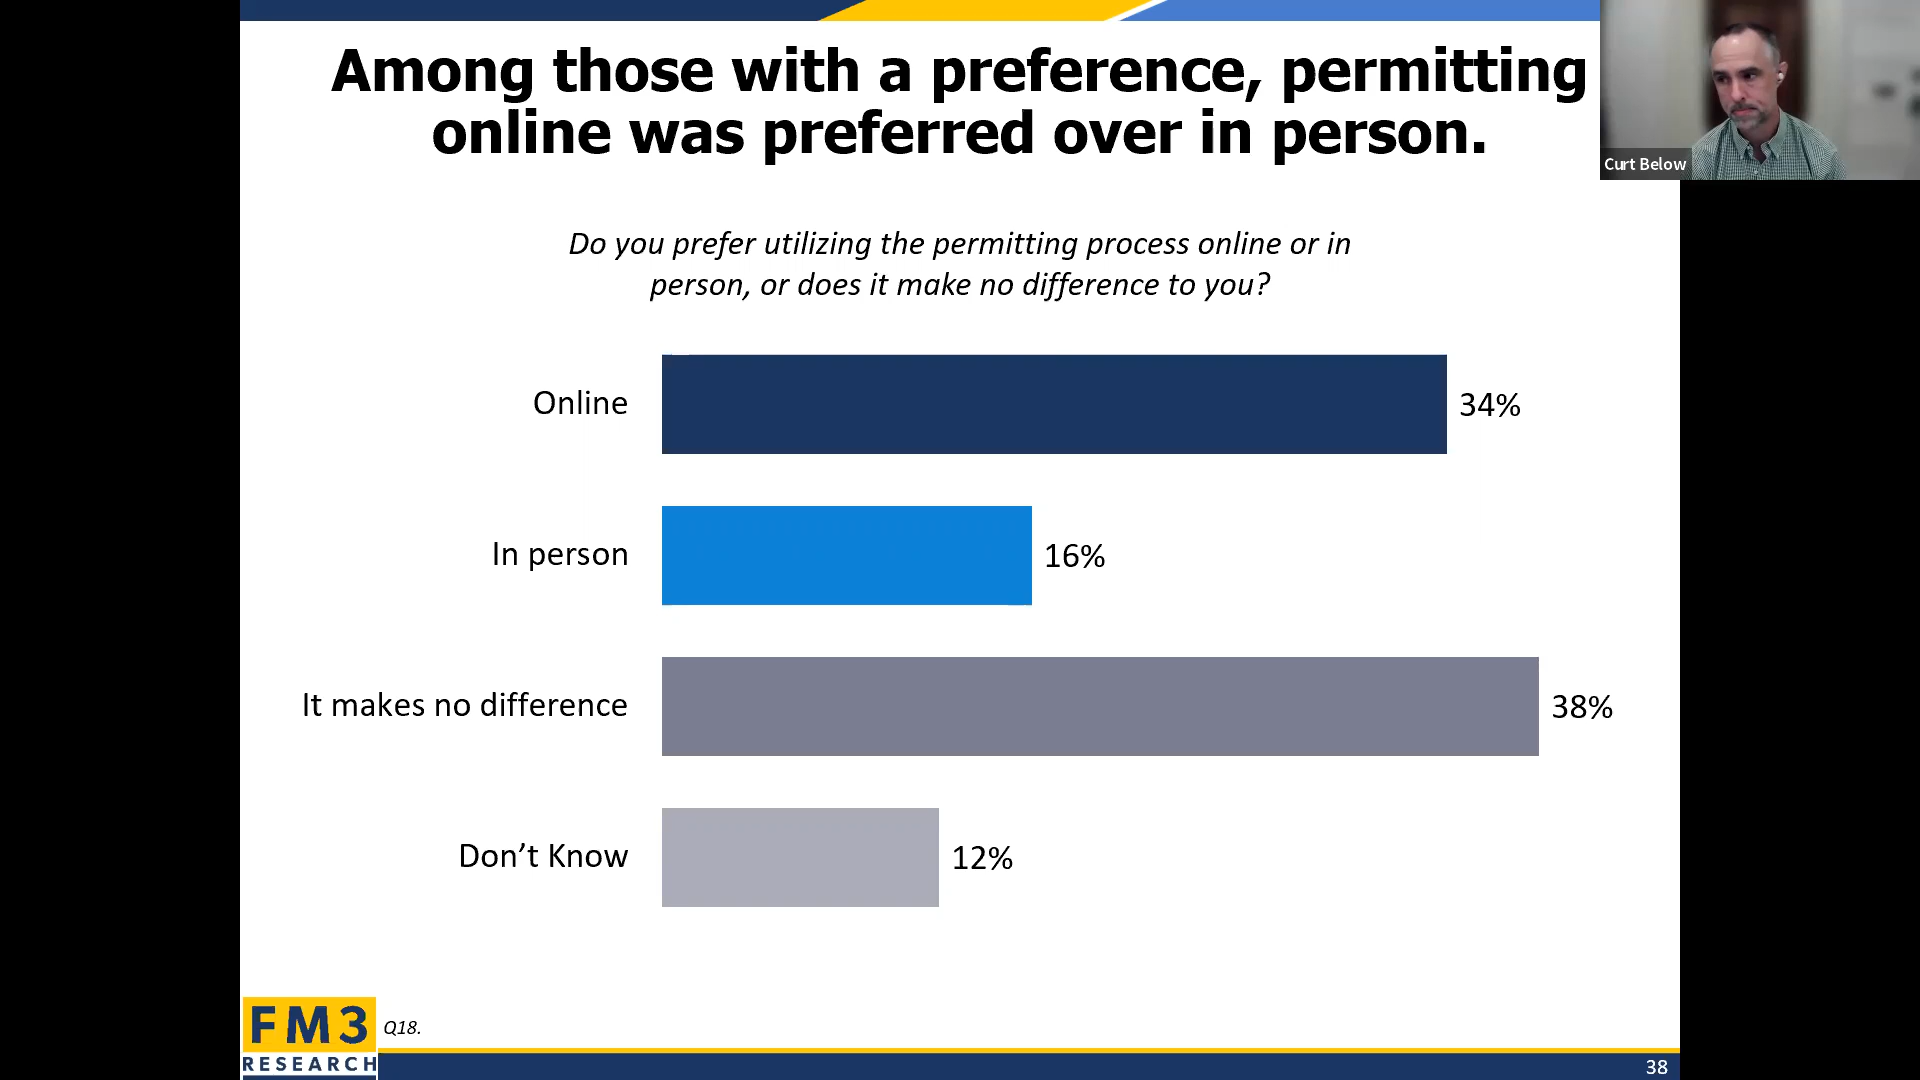 Among those with a preference, permitting
online was preferred over in person.
Curt Below
Do you prefer utilizing the permitting process online or in
person, or does it make no difference to you?
Online
34%
In person
16%
It makes no difference
38%
Don’t Know
12%
FM3
RESEARCH
Q18.
38